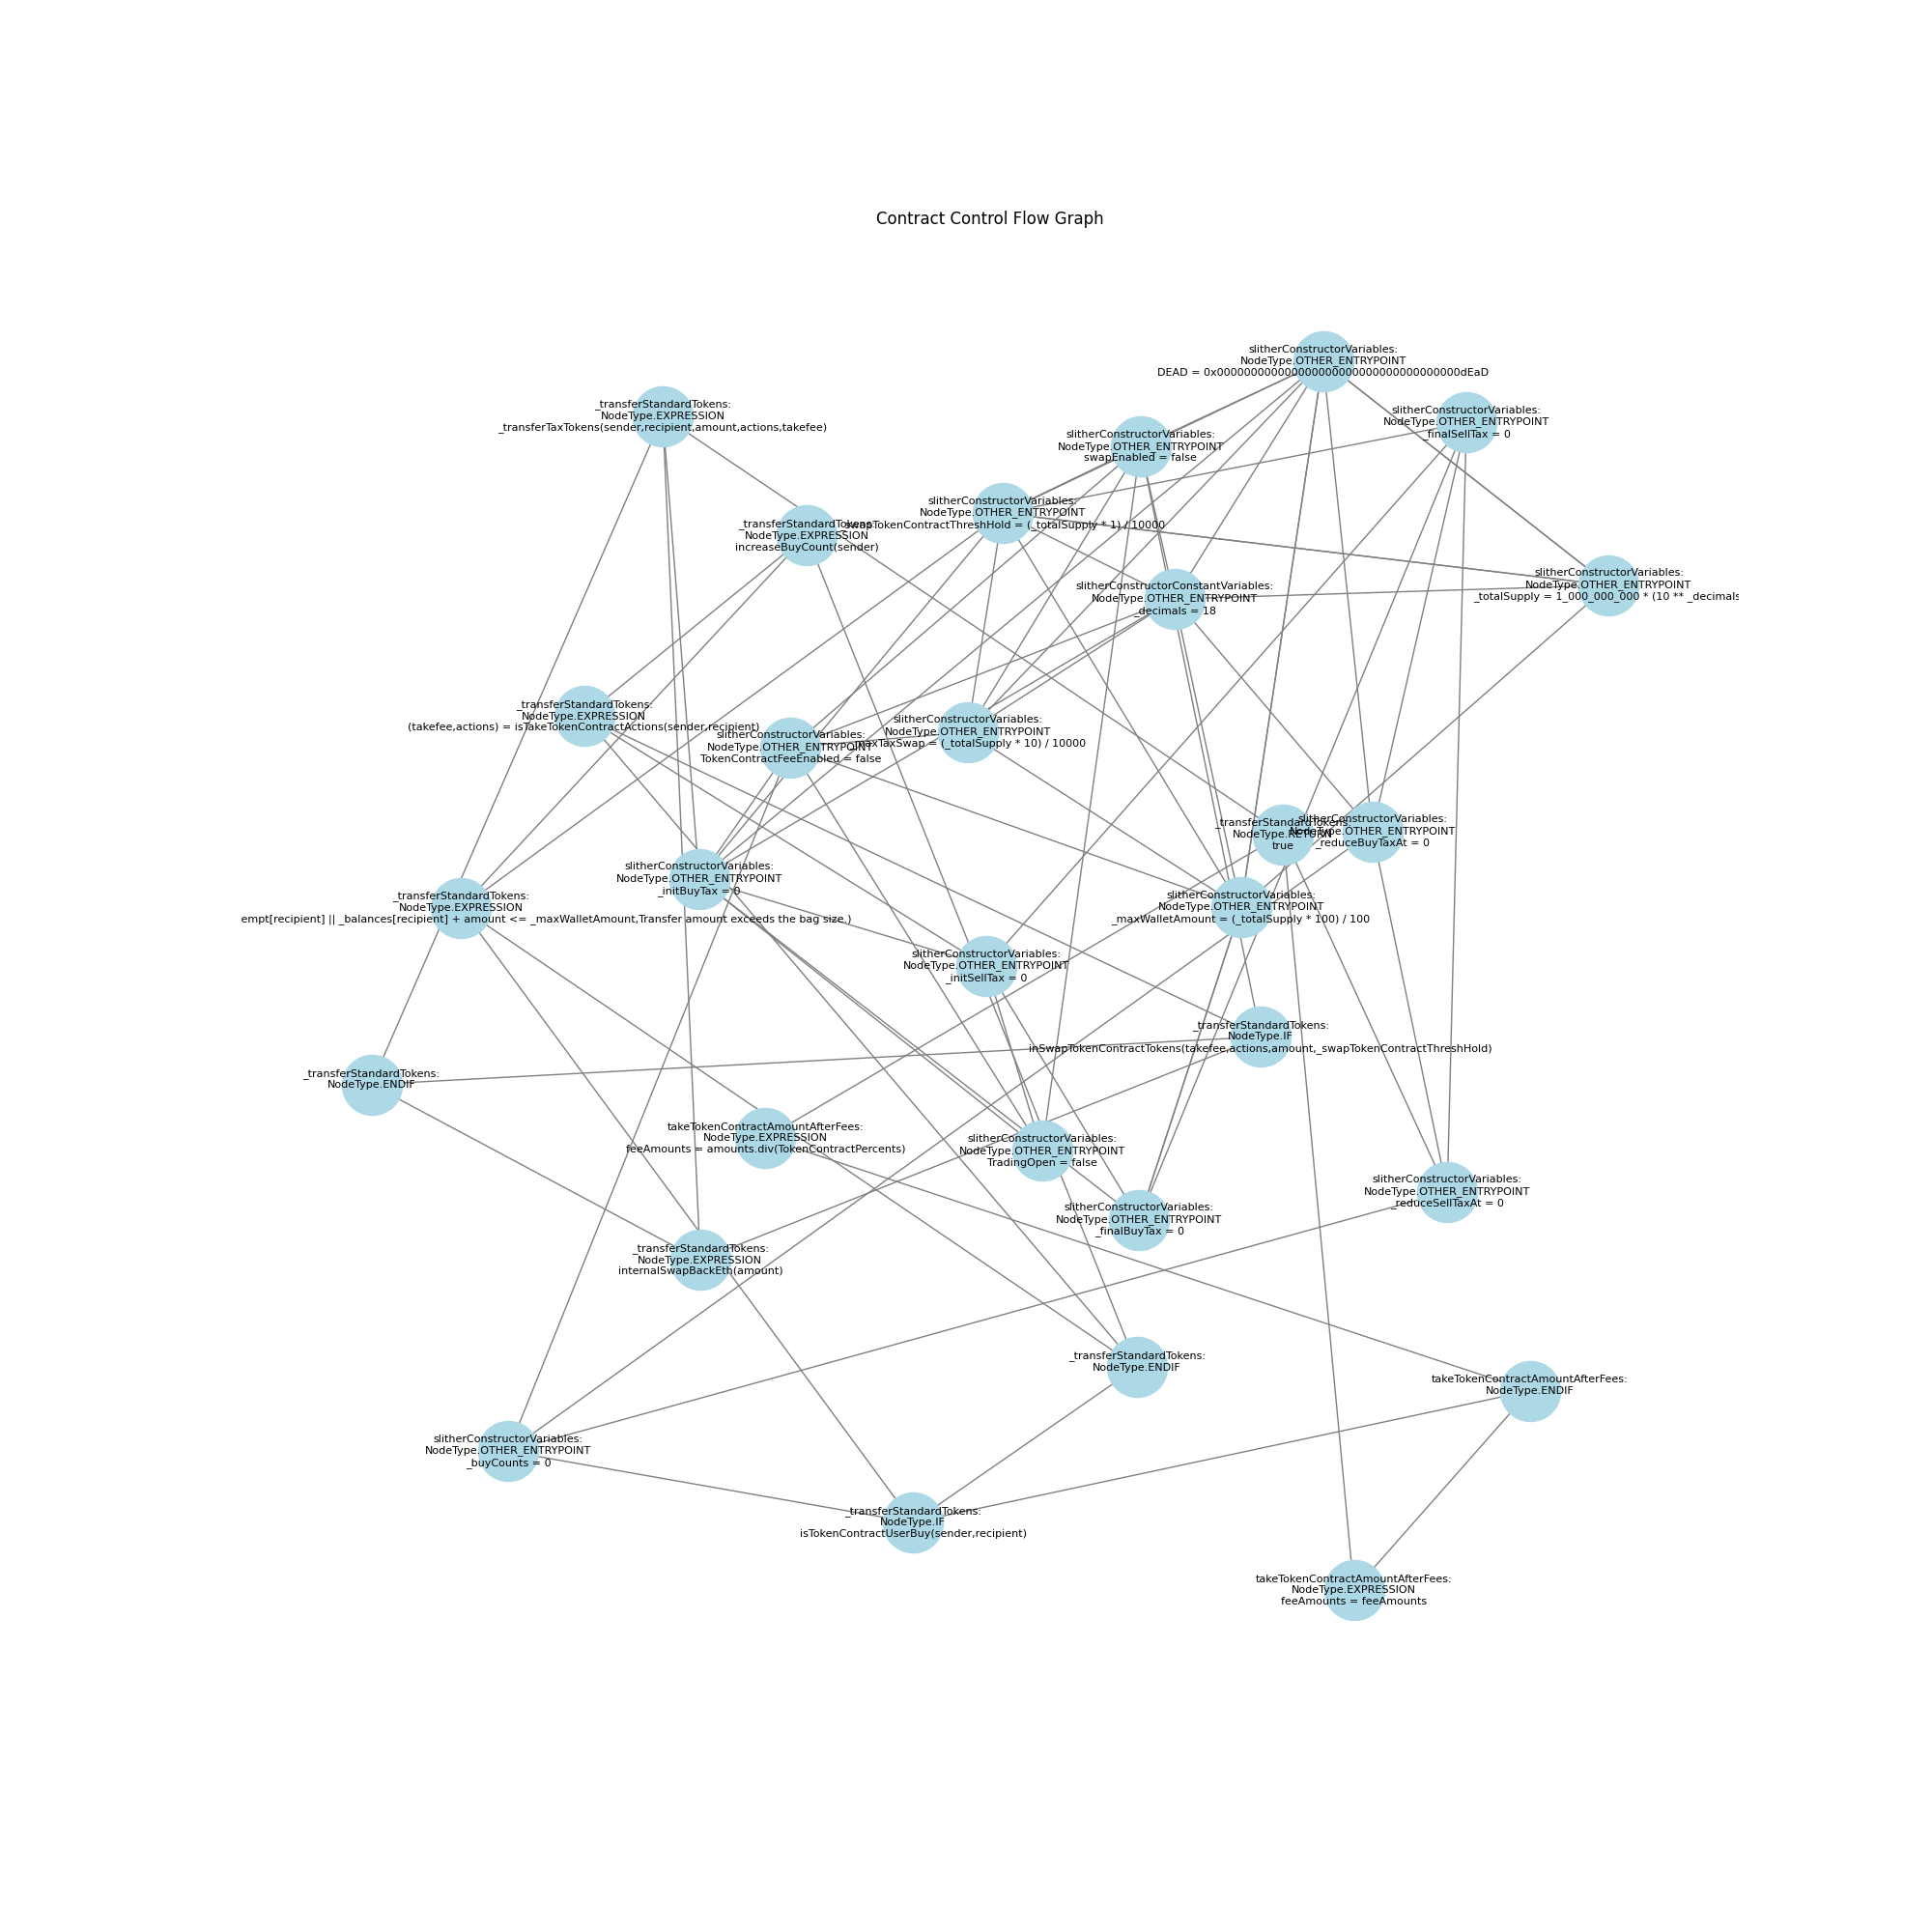 Contract Control Flow Graph
slitherConstructorVariables:
NodeType.OTHER_ENTRYPOINT
DEAD = 0x000000000000000000000000000000000000dEaD
_transferStandardTokens:
NodeType.EXPRESSION
_transferTaxTokens(sender,recipient,amount,actions,takefee)
slitherConstructorVariables:
NodeType.OTHER_ENTRYPOINT
_finalSellTax = 0
slitherConstructorVariables:
NodeType.OTHER_ENTRYPOINT
swapEnabled = false
slitherConstructorVariables:
NodeType.OTHER_ENTRYPOINT
_swapTokenContractThreshHold = (_totalSupply * 1) / 10000
_transferStandardTokens:
NodeType.EXPRESSION
increaseBuyCount(sender)
slitherConstructorConstantVariables:
NodeType.OTHER_ENTRYPOINT
_decimals = 18
slitherConstructorVariables:
NodeType.OTHER_ENTRYPOINT
_totalSupply = 1_000_000_000 * (10 ** _decimals
_transferStandardTokens:
NodeType.EXPRESSION
(takefee,actions) = isTakeTokenContractActions(sender,recipient)
slitherConstructorVariables:
NodeType.OTHER_ENTRYPOINT
TokenContractFeeEnabled = false
slitherConstructorVariables:
NodeType.OTHER_ENTRYPOINT
_maxTaxSwap = (_totalSupply * 10) / 10000
_transferStandardTokens:
NodeType.RETURN
true
slitherConstructorVariables:
NodeType.OTHER_ENTRYPOINT
_reduceBuyTaxAt = 0
slitherConstructorVariables:
NodeType.OTHER_ENTRYPOINT
_initBuyTax = 0
_transferStandardTokens:
NodeType.EXPRESSION
empt[recipient] || _balances[recipient] + amount <= _maxWalletAmount,Transfer amount exceeds the bag size.)
slitherConstructorVariables:
NodeType.OTHER_ENTRYPOINT
_maxWalletAmount = (_totalSupply * 100) / 100
slitherConstructorVariables:
NodeType.OTHER_ENTRYPOINT
_initSellTax = 0
_transferStandardTokens:
NodeType.IF
inSwapTokenContractTokens(takefee,actions,amount,_swapTokenContractThreshHold)
_transferStandardTokens:
NodeType.ENDIF
takeTokenContractAmountAfterFees:
NodeType.EXPRESSION
feeAmounts = amounts.div(TokenContractPercents)
slitherConstructorVariables:
NodeType.OTHER_ENTRYPOINT
TradingOpen = false
slitherConstructorVariables:
NodeType.OTHER_ENTRYPOINT
_reduceSellTaxAt = 0
slitherConstructorVariables:
NodeType.OTHER_ENTRYPOINT
_finalBuyTax = 0
_transferStandardTokens:
NodeType.EXPRESSION
internalSwapBackEth(amount)
_transferStandardTokens:
NodeType.ENDIF
takeTokenContractAmountAfterFees:
NodeType.ENDIF
slitherConstructorVariables:
NodeType.OTHER_ENTRYPOINT
_buyCounts = 0
_transferStandardTokens:
NodeType.IF
isTokenContractUserBuy(sender,recipient)
takeTokenContractAmountAfterFees:
NodeType.EXPRESSION
feeAmounts = feeAmounts